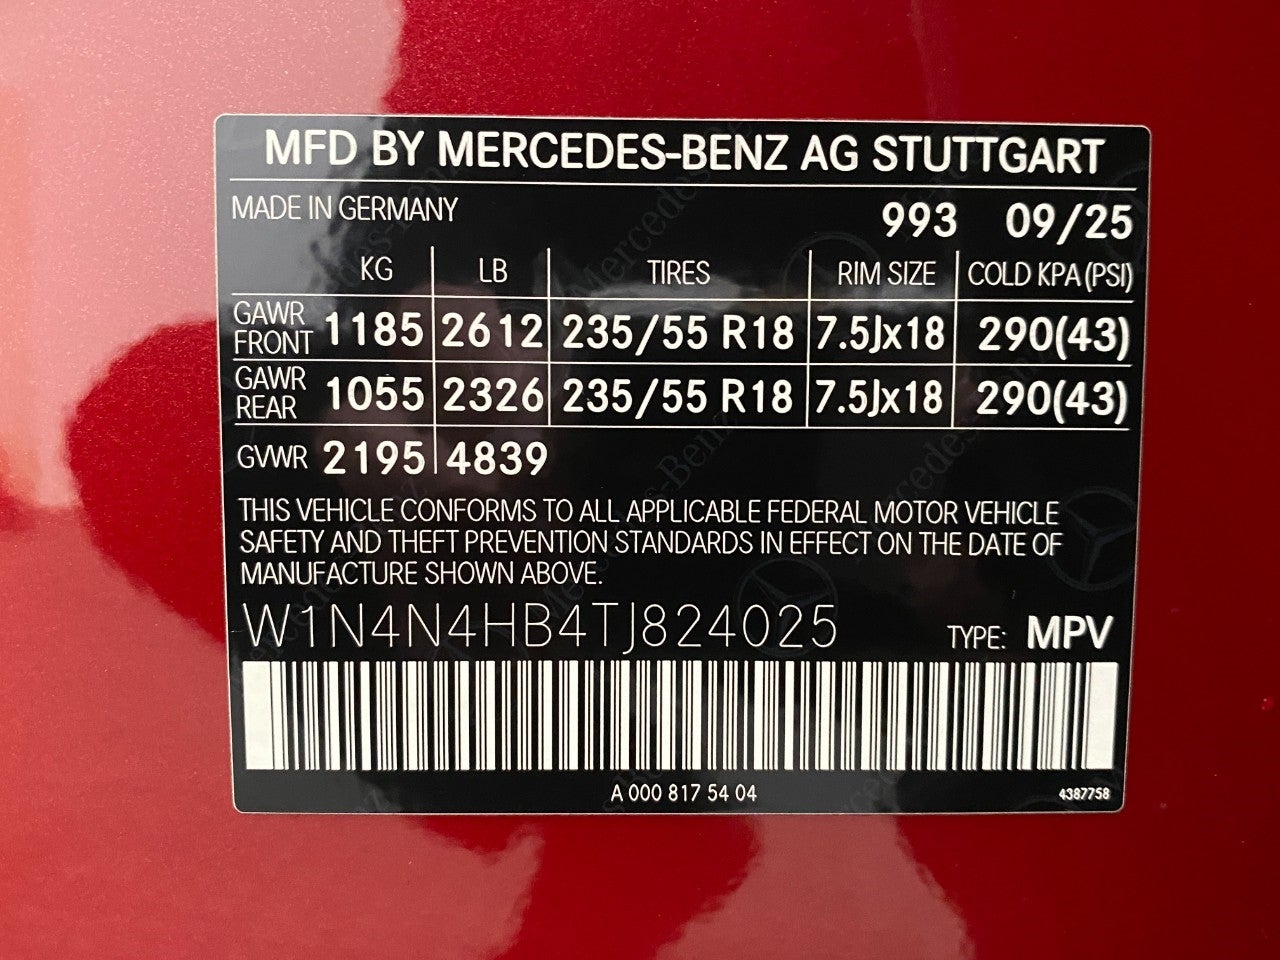 MFD BY MERCEDES-BENZ AG STUTTGART
MADE IN GERMANY 993 09/25
KG LB TIRES RIM SIZE COLD KPA(PSI)
GAWR FRONT 1185 2612 235/55 R18 7.5Jx18 290(43)
GAWR REAR 1055 2326 235/55 R18 7.5Jx18 290(43)
GVWR 2195 4839
THIS VEHICLE CONFORMS TO ALL APPLICABLE FEDERAL MOTOR VEHICLE
SAFETY AND THEFT PREVENTION STANDARDS IN EFFECT ON THE DATE OF
MANUFACTURE SHOWN ABOVE.
W1N4N4HB4TJ824025 TYPE: MPV
A 000 817 54 04 4387758